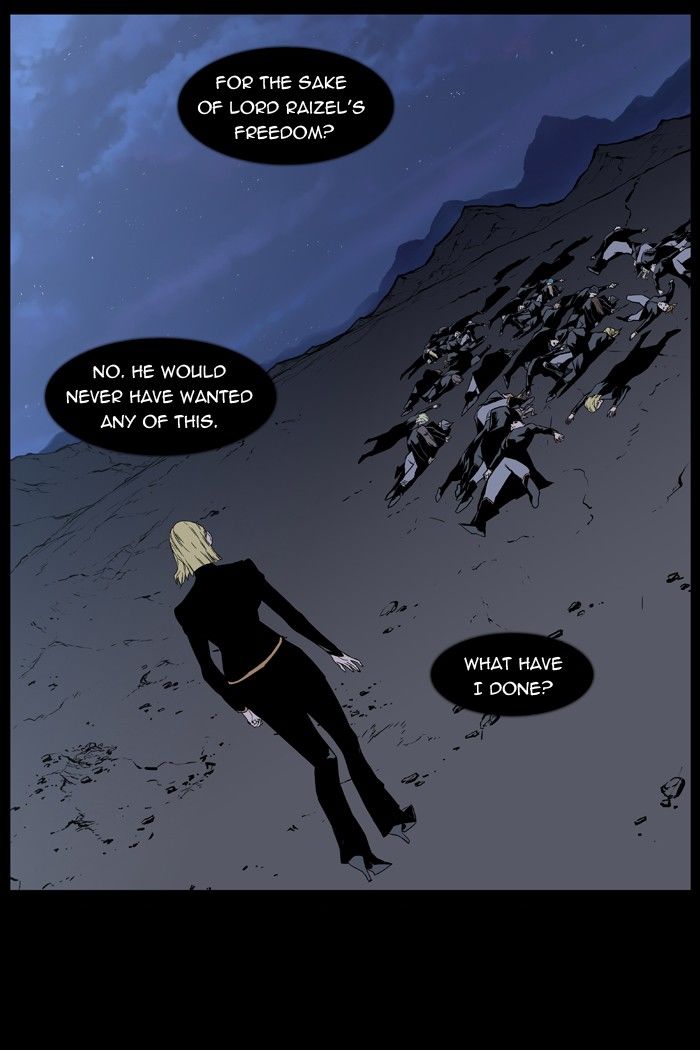 FOR THE SAKE
OF LORD RAIZEL'S
FREEDOM?
NO. HE WOULD
NEVER HAVE WANTED
ANY OF THIS.
WHAT HAVE
I DONE?